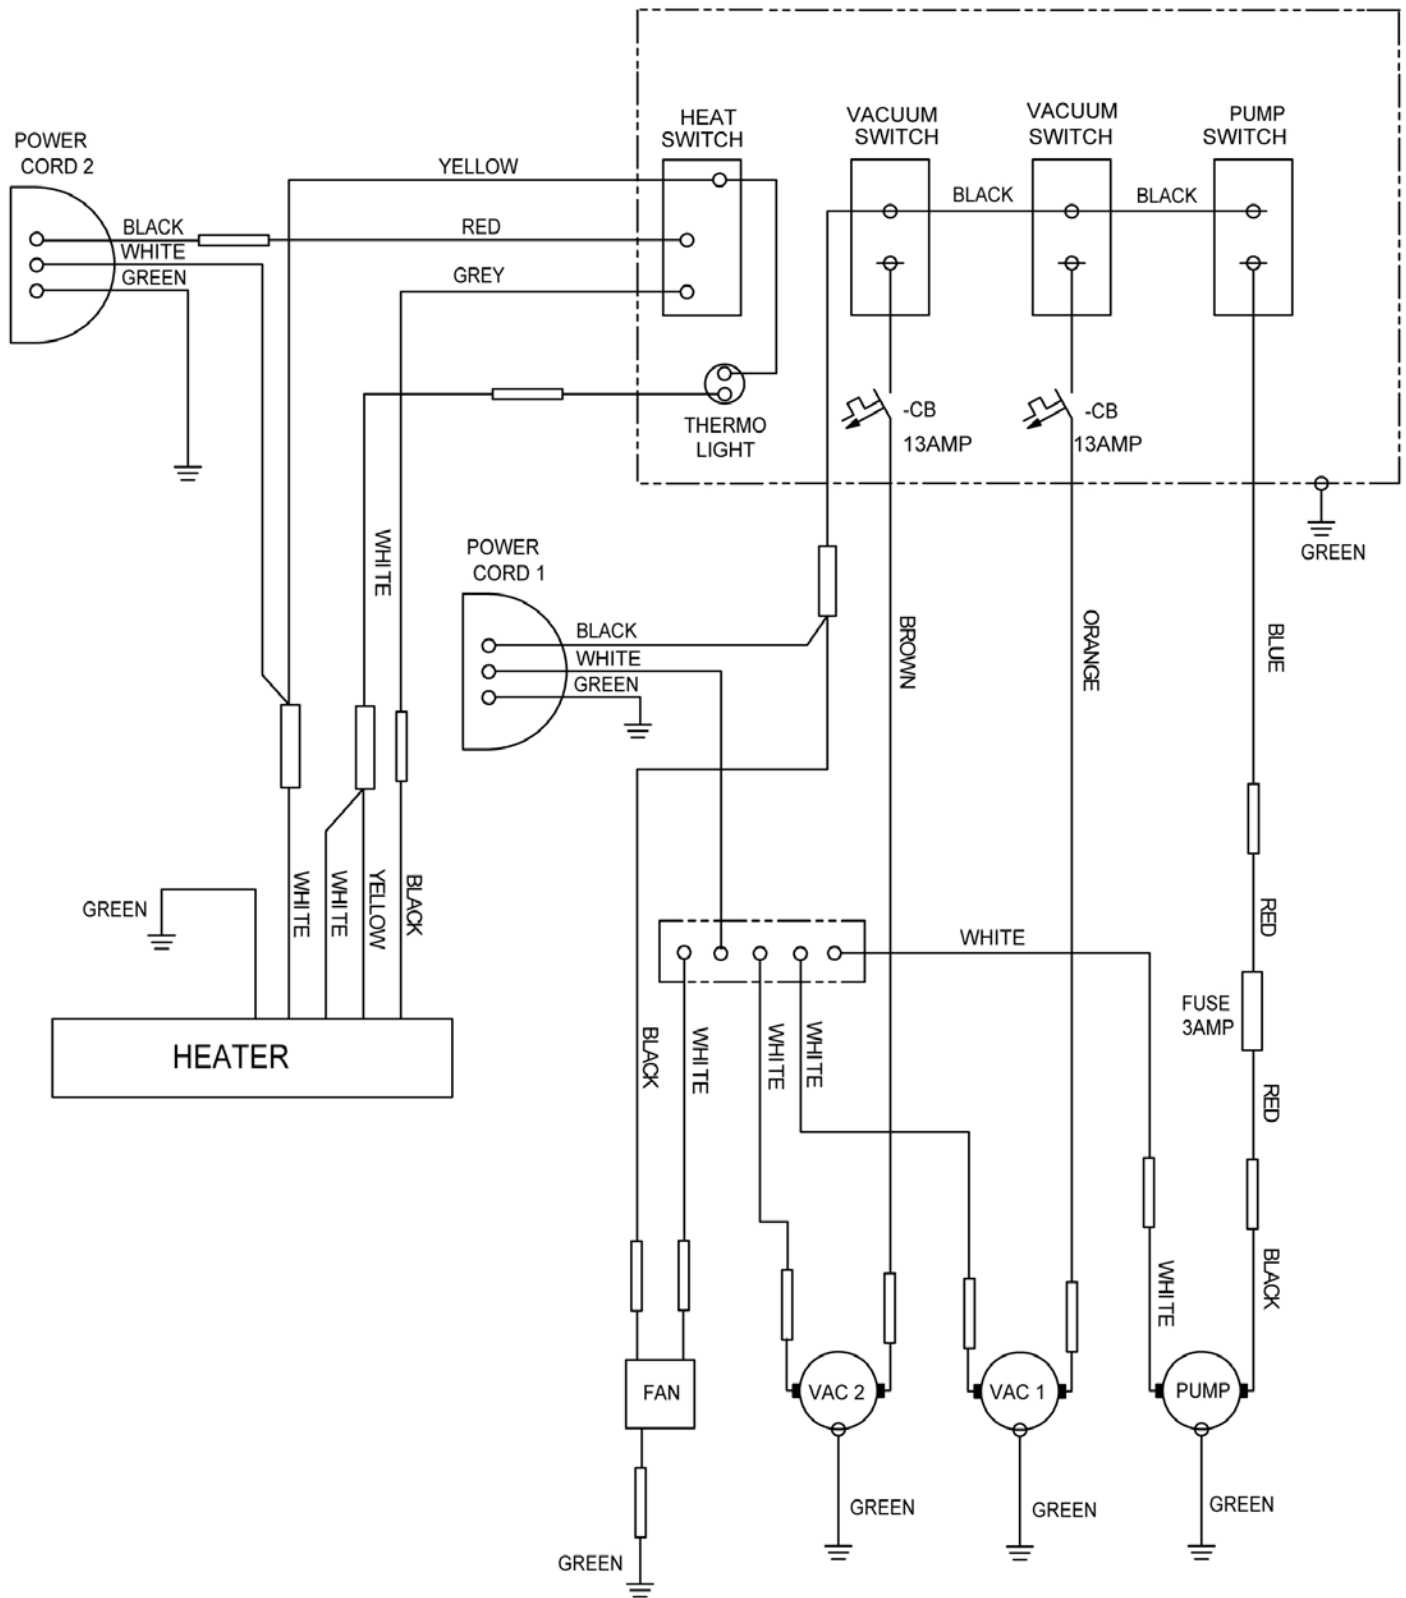 HEAT
SWITCH
VACUUM
SWITCH
VACUUM
SWITCH
PUMP
SWITCH
POWER
CORD 2
YELLOW
BLACK
RED
WHITE
GREEN
GREY
BLACK
BLACK
THERMO
LIGHT
-CB
13AMP
-CB
13AMP
GREEN
WHITE
POWER
CORD 1
BLACK
WHITE
GREEN
BROWN
ORANGE
BLUE
GREEN
WHITE
WHITE
YELLOW
BLACK
HEATER
WHITE
RED
FUSE
3AMP
RED
BLACK
WHITE
WHITE
WHITE
WHITE
BLACK
FAN
VAC 2
VAC 1
PUMP
GREEN
GREEN
GREEN
GREEN